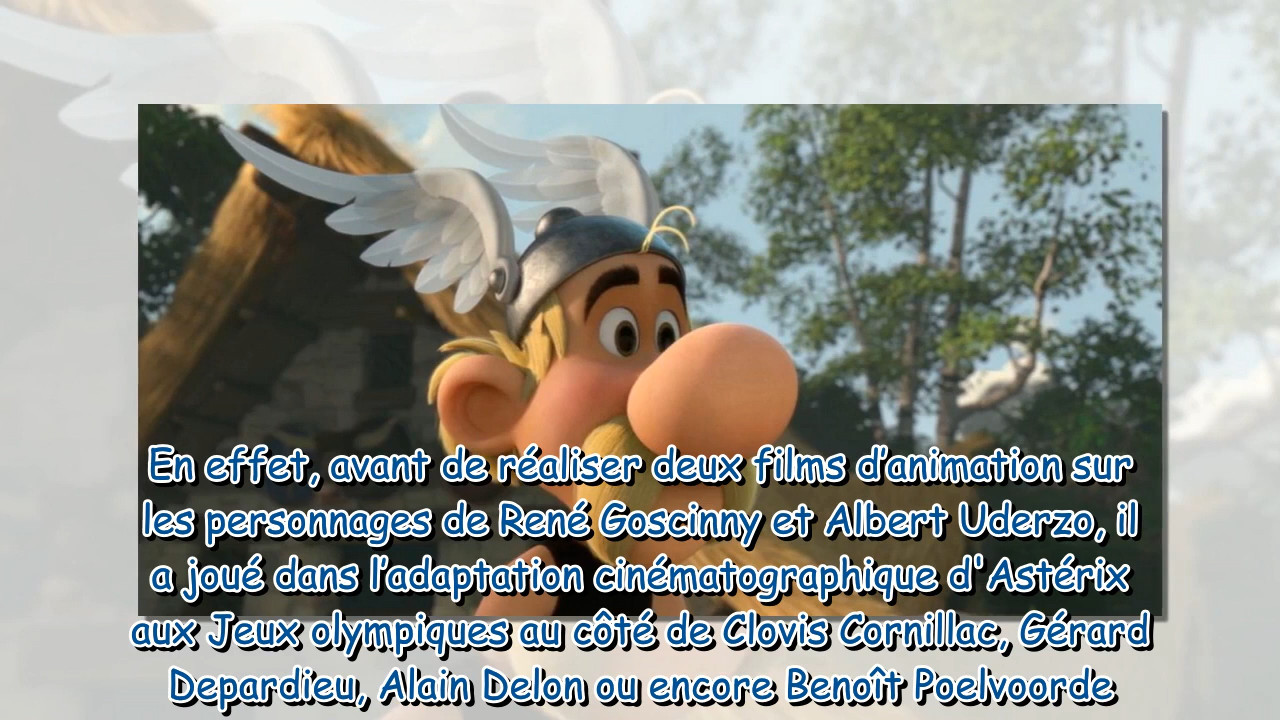 En effet, avant de réaliser deux films d’animation sur
les personnages de René Goscinny et Albert Uderzo, il
a joué dans l’adaptation cinématographique d'Astérix
aux Jeux olympiques au côté de Clovis Cornillac, Gérard
Depardieu, Alain Delon ou encore Benoît Poelvoorde